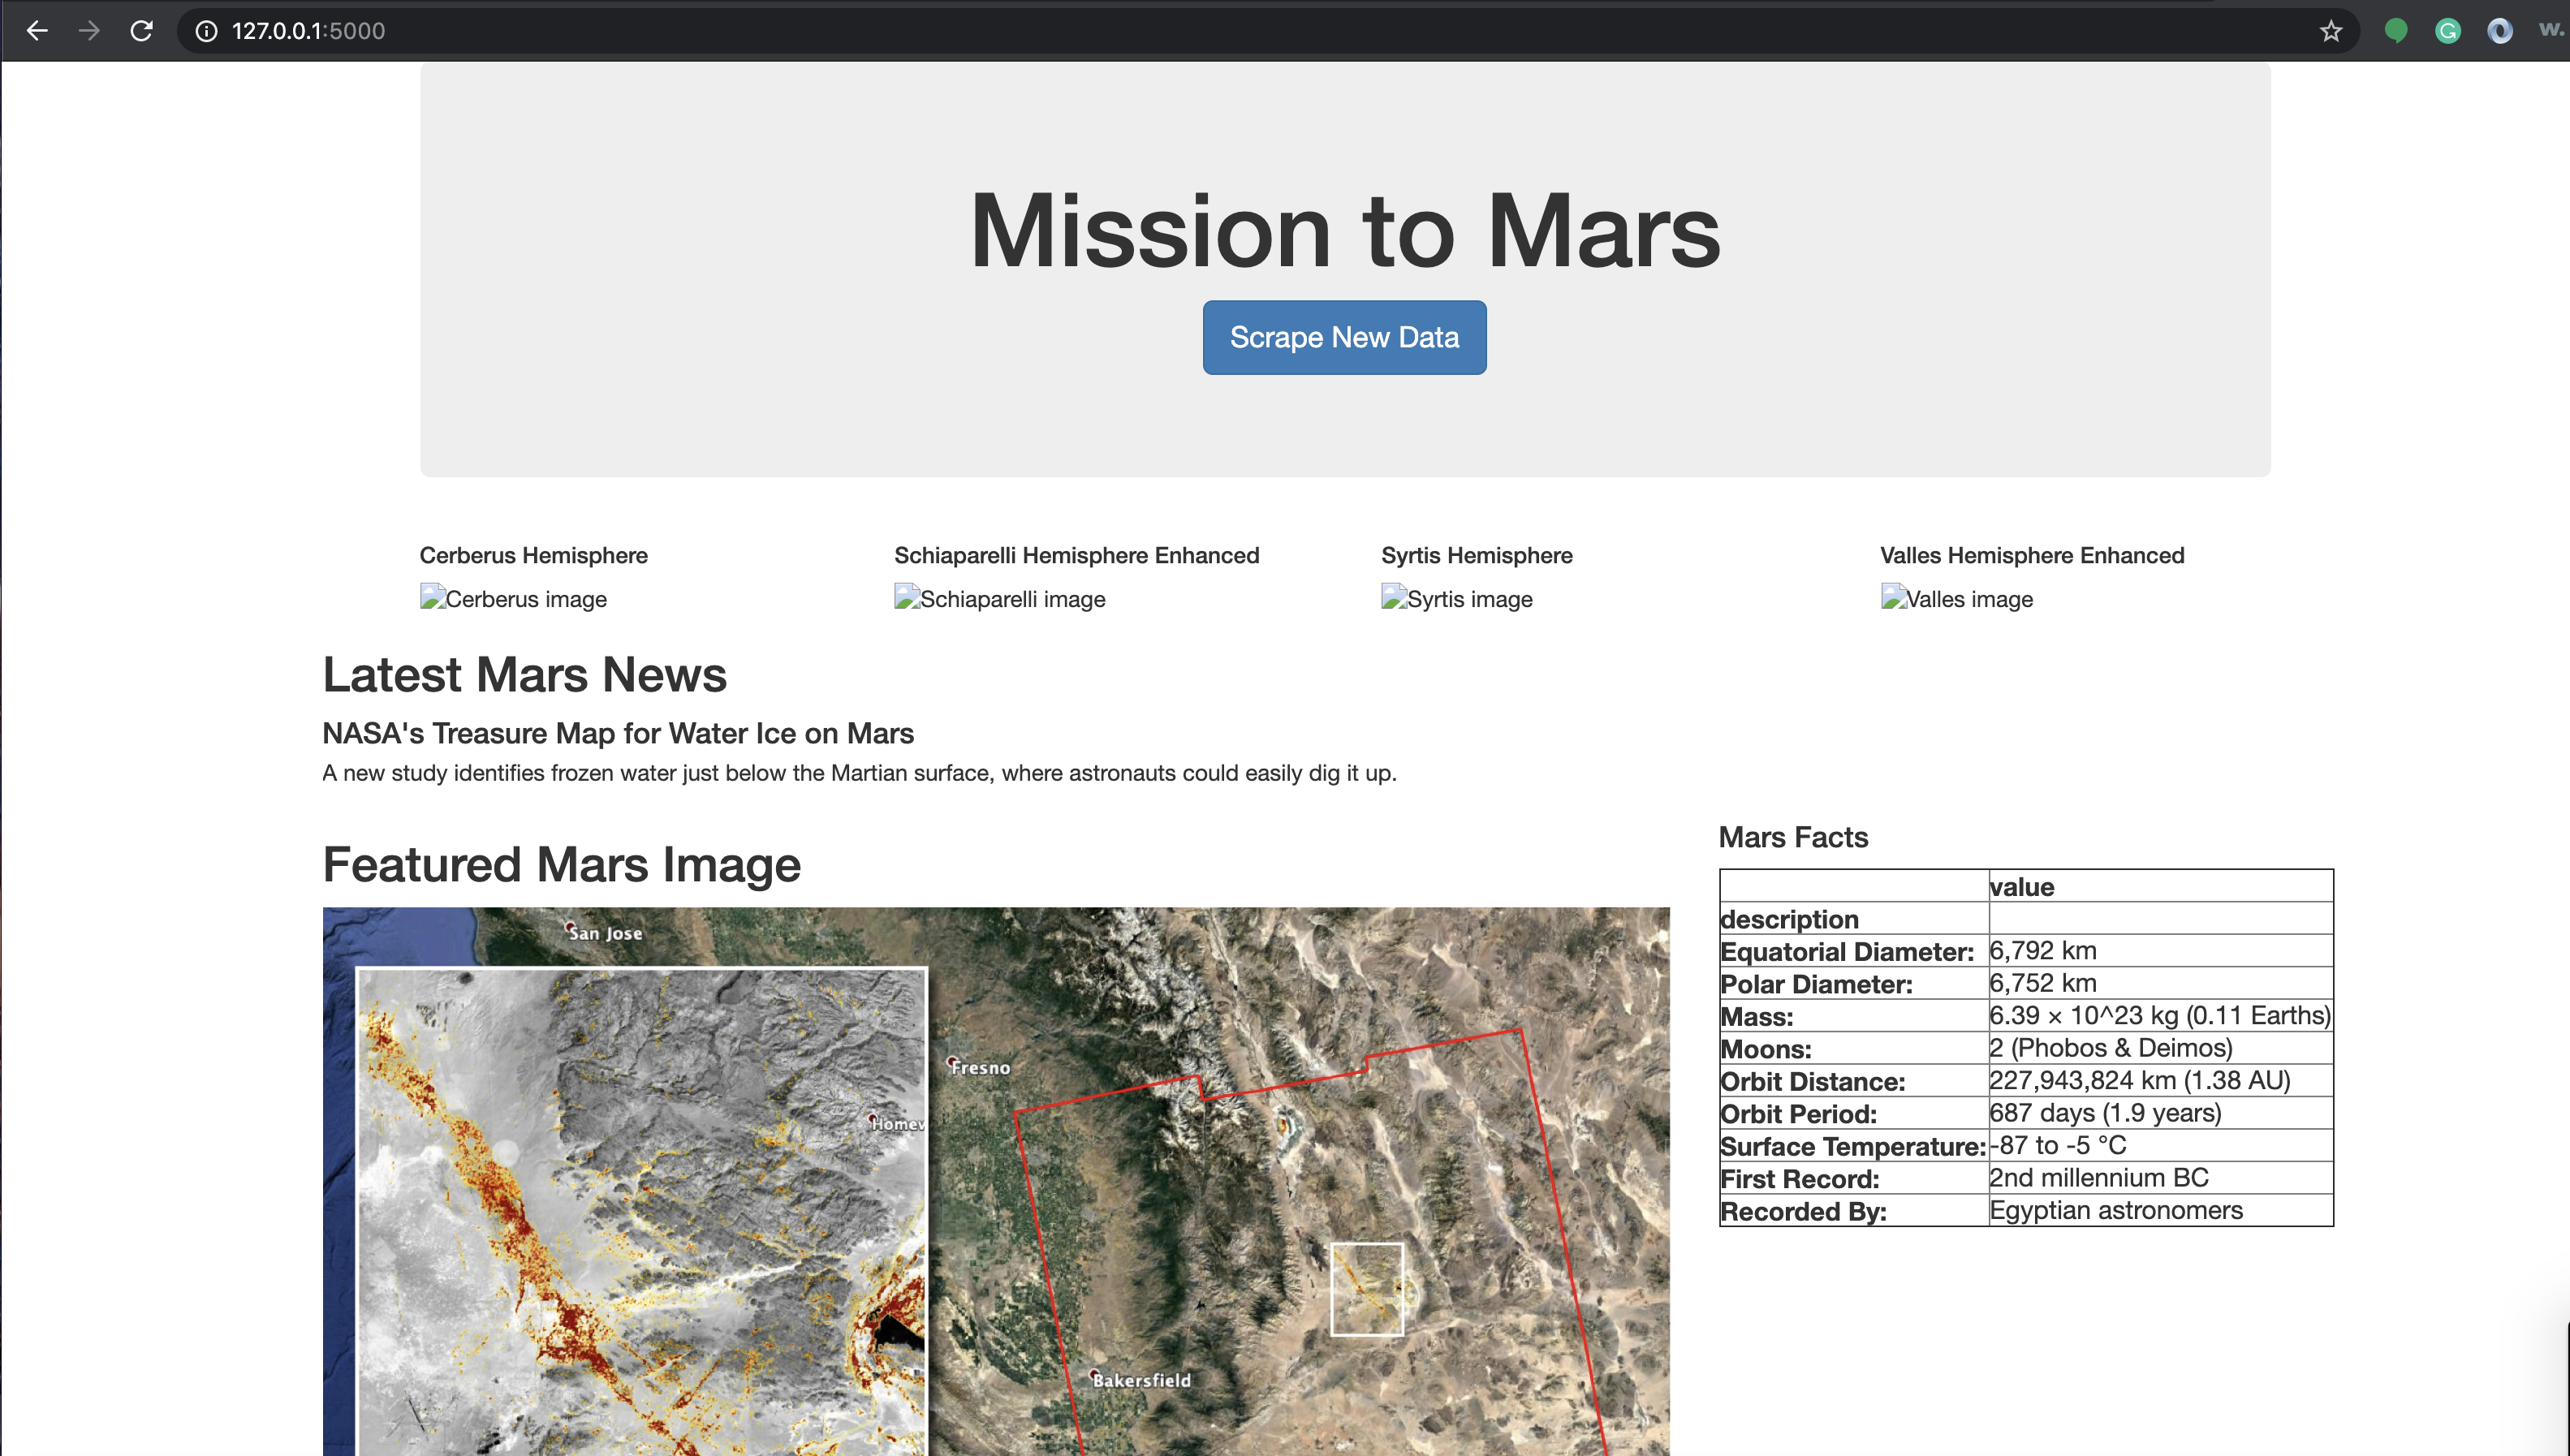 127.0.0.1:5000
w.
Mission to Mars
Scrape New Data
Cerberus Hemisphere
Schiaparelli Hemisphere Enhanced
Syrtis Hemisphere
Valles Hemisphere Enhanced
Cerberus image
Schiaparelli image
Syrtis image
Valles image
Latest Mars News
NASA's Treasure Map for Water Ice on Mars
A new study identifies frozen water just below the Martian surface, where astronauts could easily dig it up.
Featured Mars Image
San Jose
Fresno
Homew
Bakersfield
Mars Facts
value
description
Equatorial Diameter: 6,792 km
Polar Diameter: 6,752 km
Mass: 6.39 × 10^23 kg (0.11 Earths)
Moons: 2 (Phobos & Deimos)
Orbit Distance: 227,943,824 km (1.38 AU)
Orbit Period: 687 days (1.9 years)
Surface Temperature: -87 to -5 °C
First Record: 2nd millennium BC
Recorded By: Egyptian astronomers